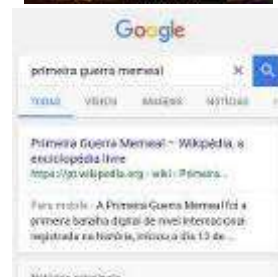 Google
primeira guerra memeal
TODAS VÍDEOS IMAGENS NOTÍCIAS
Primeira Guerra Memeal – Wikipédia, a
enciclopédia livre
https://pt.wikipedia.org › wiki › Primeira...
Para mobile - A Primeira Guerra Memeal foi a
primeira batalha digital de nível internacional
registrada na história, iniciou o dia 13 de ...